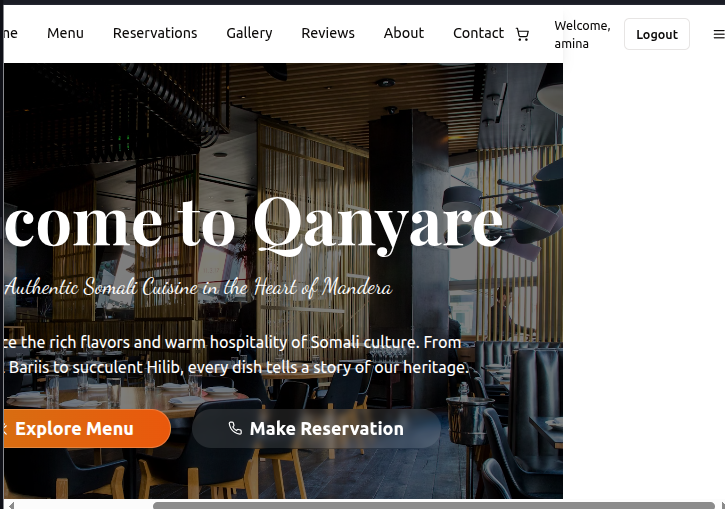 me Menu Reservations Gallery Reviews About Contact Welcome, amina Logout
come to Qanyare
Authentic Somali Cuisine in the Heart of Mandera
ce the rich flavors and warm hospitality of Somali culture. From
Bariis to succulent Hilib, every dish tells a story of our heritage.
Explore Menu Make Reservation